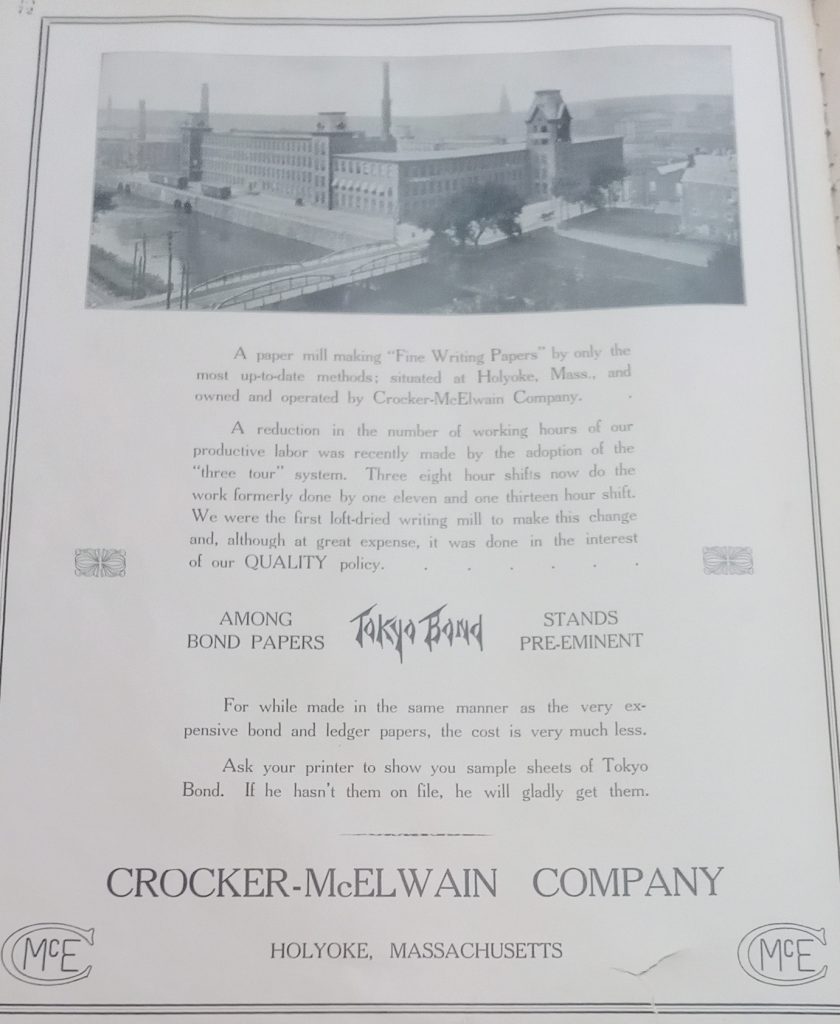 A paper mill making "Fine Writing Papers" by only the
most up-to-date methods; situated at Holyoke, Mass., and
owned and operated by Crocker-McElwain Company. .
A reduction in the number of working hours of our
productive labor was recently made by the adoption of the
"three tour" system. Three eight hour shifts now do the
work formerly done by one eleven and one thirteen hour shift.
We were the first loft-dried writing mill to make this change
and, although at great expense, it was done in the interest
of our QUALITY policy. . . . . . .
AMONG
BOND PAPERS
Tokyo Bond
STANDS
PRE-EMINENT
For while made in the same manner as the very ex-
pensive bond and ledger papers, the cost is very much less.
Ask your printer to show you sample sheets of Tokyo
Bond. If he hasn't them on file, he will gladly get them.
CROCKER-McELWAIN COMPANY
C McE
HOLYOKE, MASSACHUSETTS
C McE